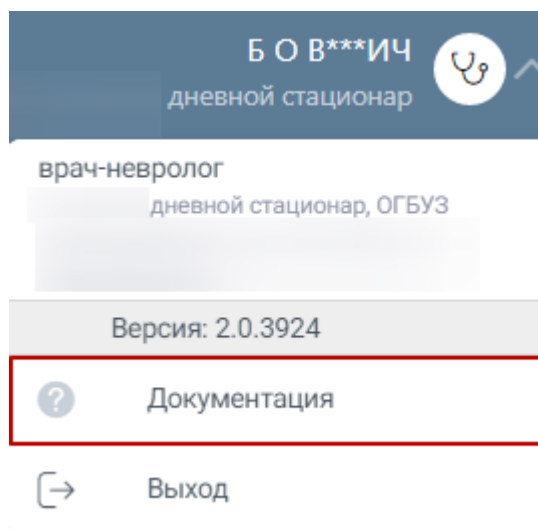 Б О В***ИЧ
дневной стационар
врач-невролог
дневной стационар, ОГБУЗ
Версия: 2.0.3924
Документация
Выход